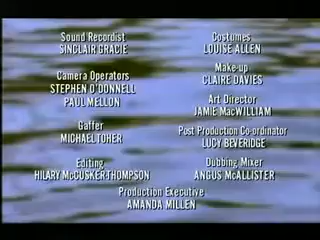 Sound Recordist
SINCLAIR GRACIE
Camera Operators
STEPHEN O'DONNELL
PAUL MELLON
Gaffer
MICHAEL TOHER
Editing
HILARY McCUSKER-THOMPSON
Costumes
LOUISE ALLEN
Make-up
CLAIRE DAVIES
Art Director
JAMIE MacWILLIAM
Post Production Co-ordinator
LUCY BEVERIDGE
Dubbing Mixer
ANGUS McALLISTER
Production Executive
AMANDA MILLEN